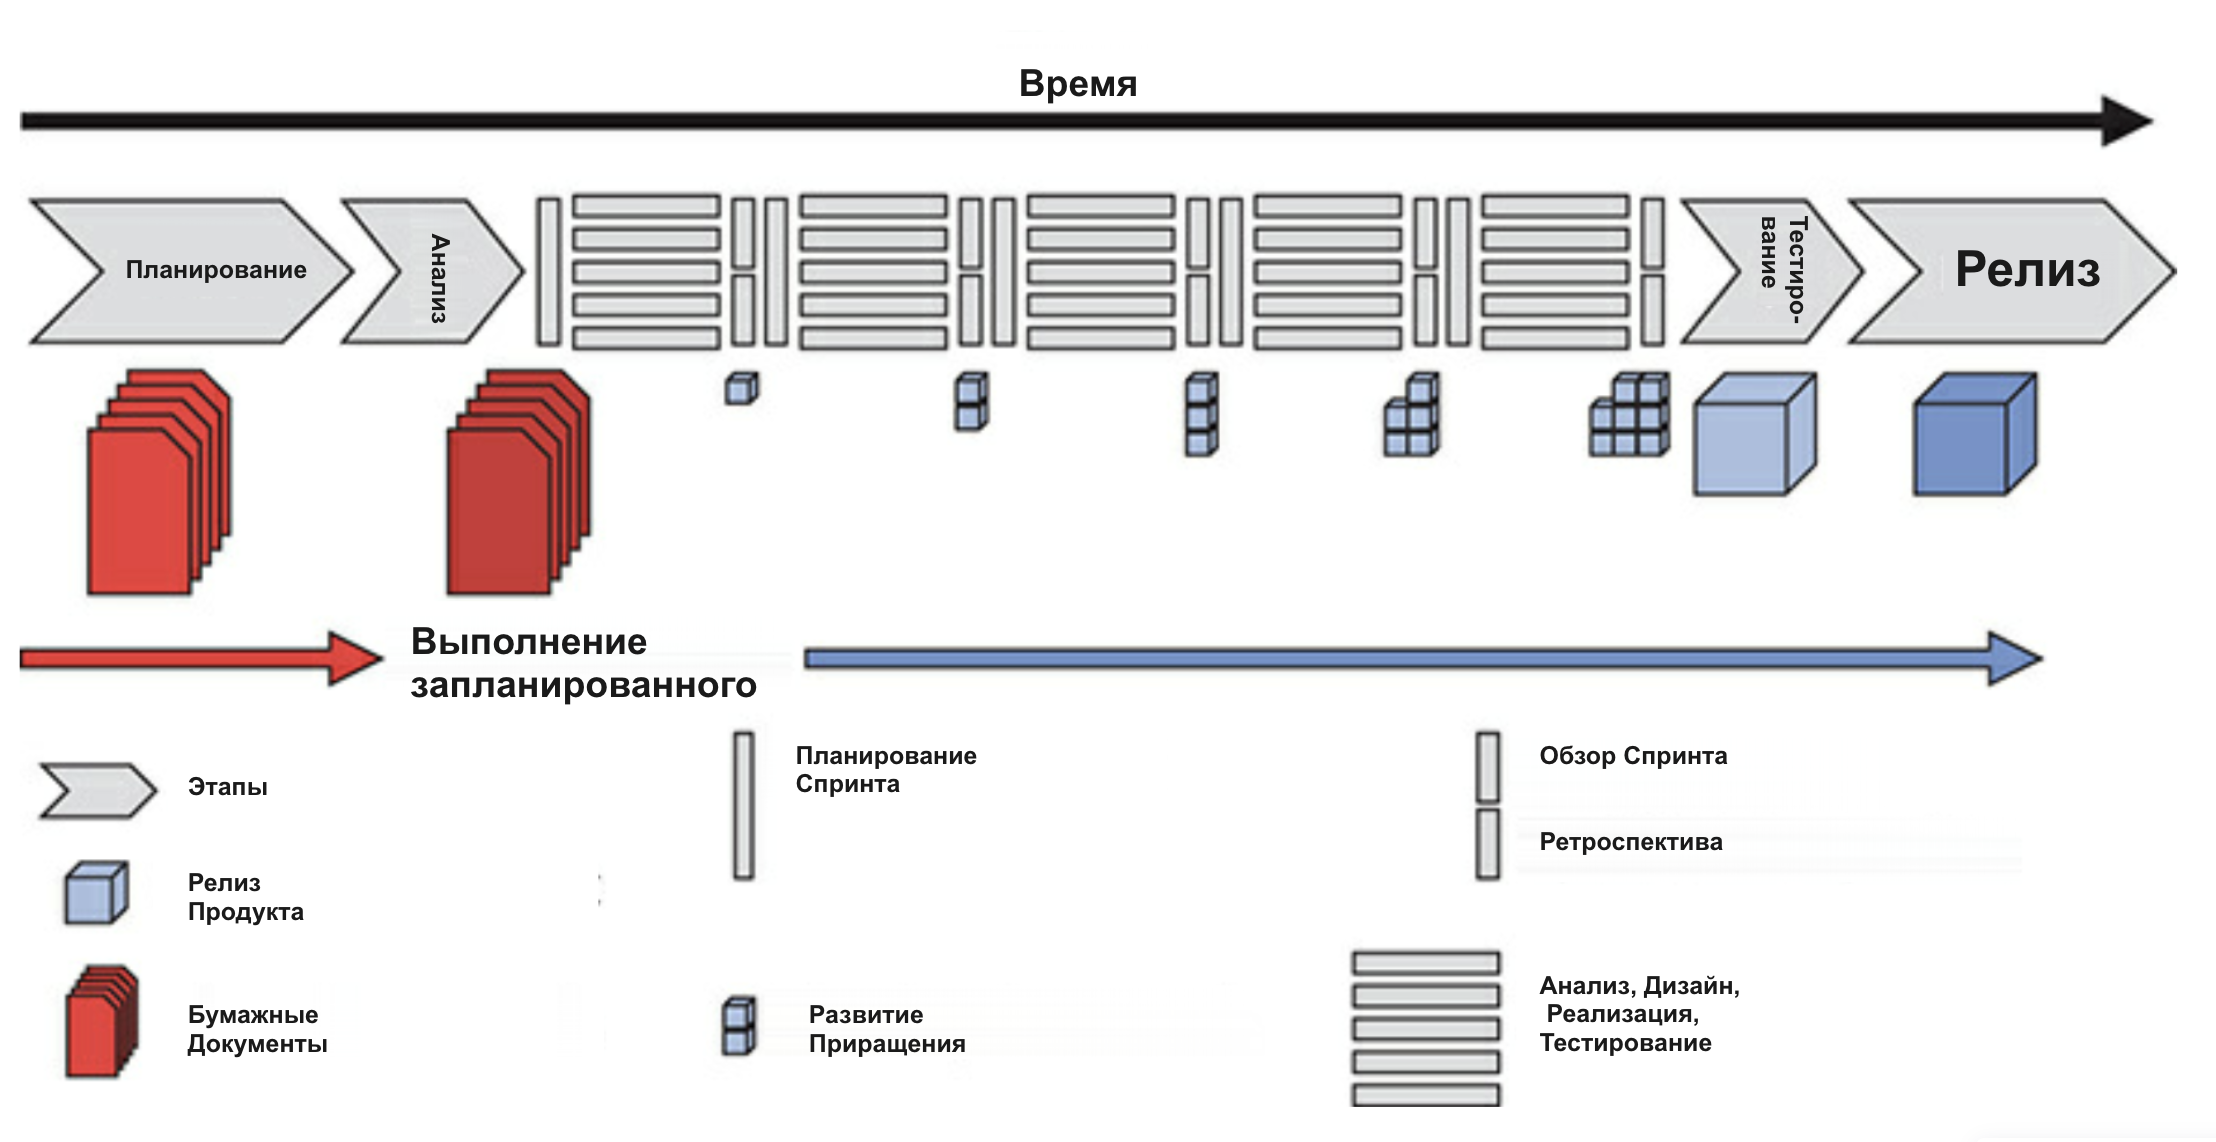 Время
Планирование
Анализ
Тестиро-
вание
Релиз
Выполнение
запланированного
Этапы
Планирование
Спринта
Обзор Спринта
Ретроспектива
Релиз
Продукта
Бумажные
Документы
Развитие
Приращения
Анализ, Дизайн,
Реализация,
Тестирование